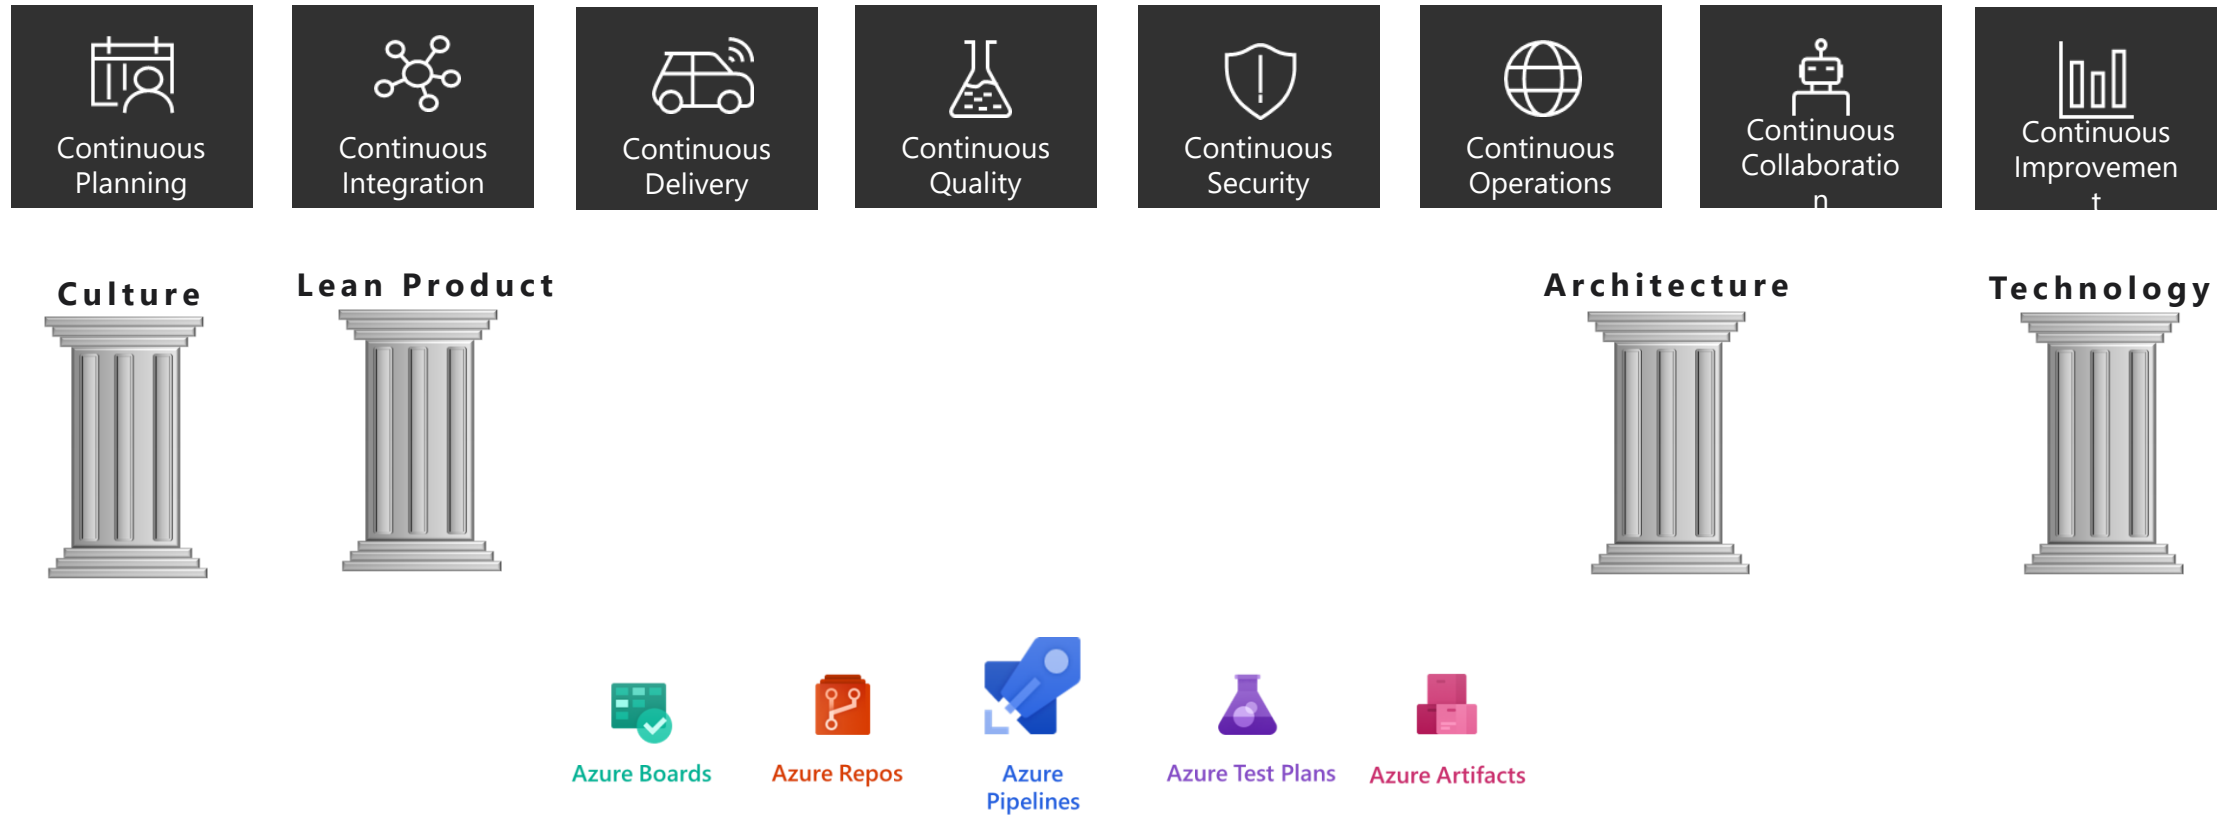 Continuous
Planning
Continuous
Integration
Continuous
Delivery
Continuous
Quality
Continuous
Security
Continuous
Operations
Continuous
Collaboratio
n
Continuous
Improvemen
t
Culture
Lean Product
Architecture
Technology
Azure Boards
Azure Repos
Azure
Pipelines
Azure Test Plans
Azure Artifacts